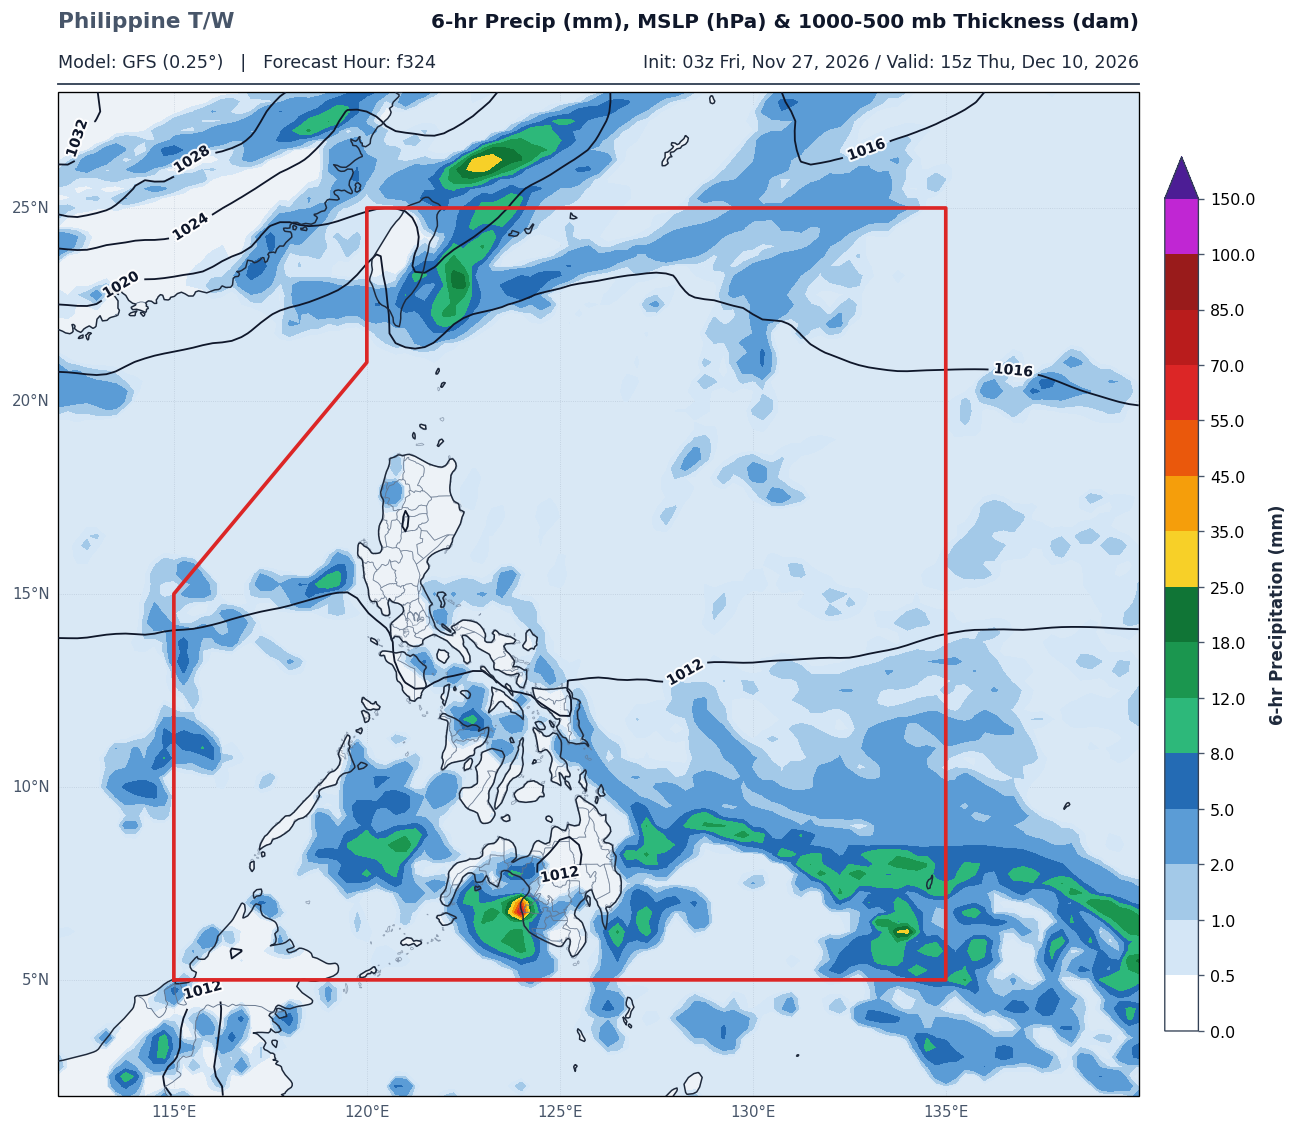 Philippine T/W
6-hr Precip (mm), MSLP (hPa) & 1000-500 mb Thickness (dam)
Model: GFS (0.25°)   |   Forecast Hour: f324
Init: 03z Fri, Nov 27, 2026 / Valid: 15z Thu, Dec 10, 2026
1032
1028
1024
1020
1016
1016
1012
1012
1012
25°N
20°N
15°N
10°N
5°N
115°E
120°E
125°E
130°E
135°E
150.0
100.0
85.0
70.0
55.0
45.0
35.0
25.0
18.0
12.0
8.0
5.0
2.0
1.0
0.5
0.0
6-hr Precipitation (mm)